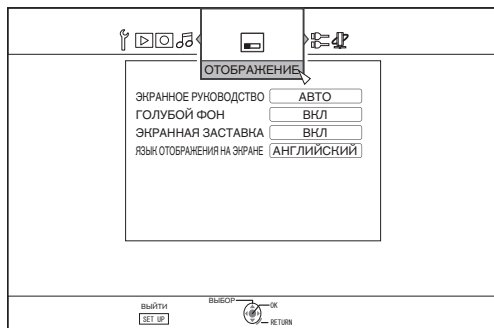 ОТОБРАЖЕНИЕ
ЭКРАННОЕ РУКОВОДСТВО АВТО
ГОЛУБОЙ ФОН ВКЛ
ЭКРАННАЯ ЗАСТАВКА ВКЛ
ЯЗЫК ОТОБРАЖЕНИЯ НА ЭКРАНЕ АНГЛИЙСКИЙ
ВЫЙТИ
SET UP
ВЫБОР
OK
RETURN